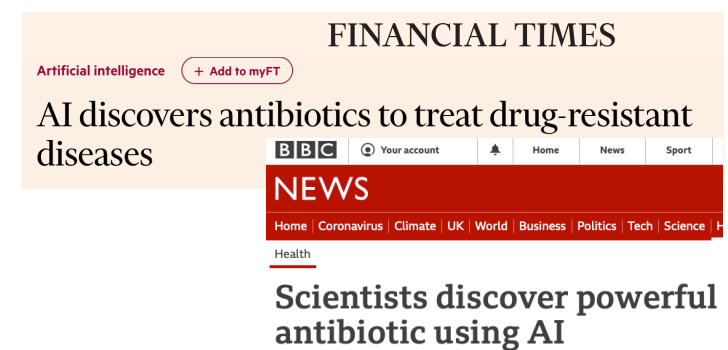 FINANCIAL TIMES
Artificial intelligence + Add to myFT
AI discovers antibiotics to treat drug-resistant
diseases
BBC Your account Home News Sport
NEWS
Home Coronavirus Climate UK World Business Politics Tech Science H
Health
Scientists discover powerful
antibiotic using AI